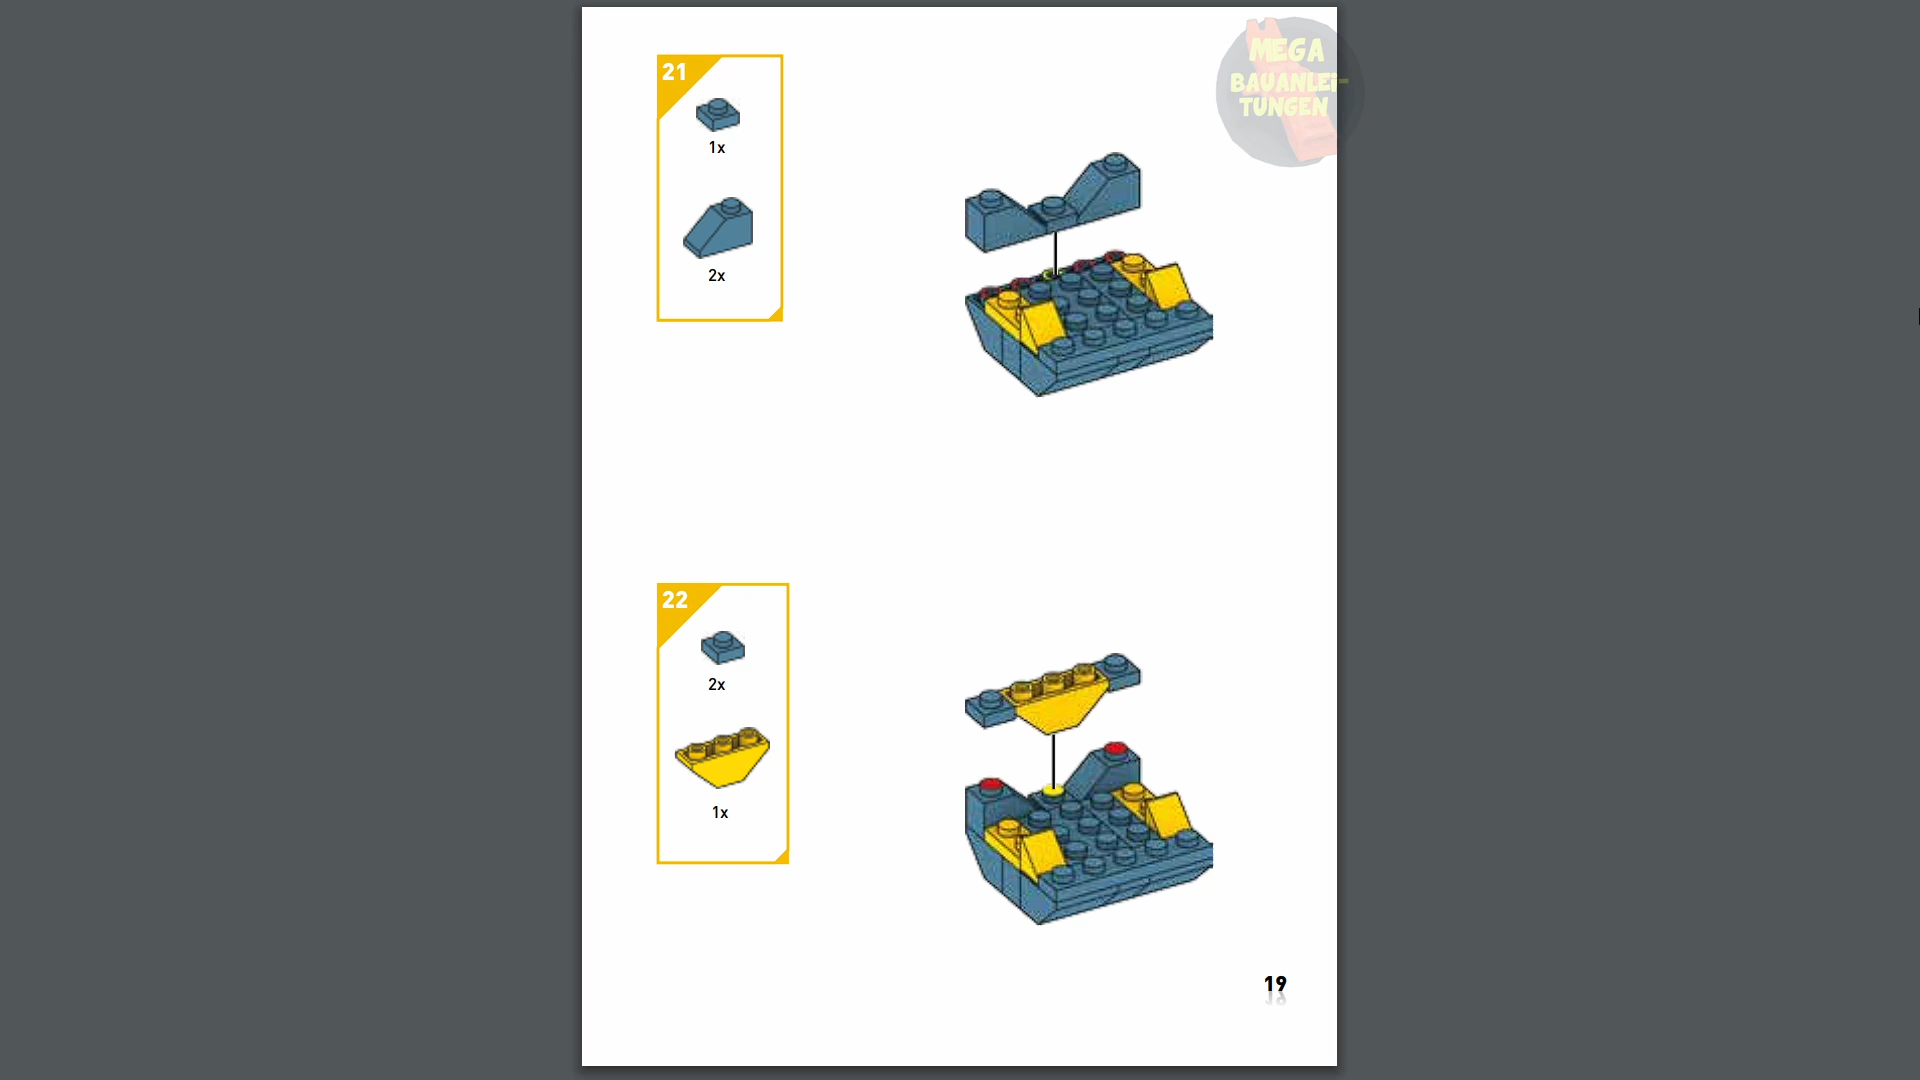 MEGA
BAUANLEI-
TUNGEN
21
1x
2x
22
2x
1x
19